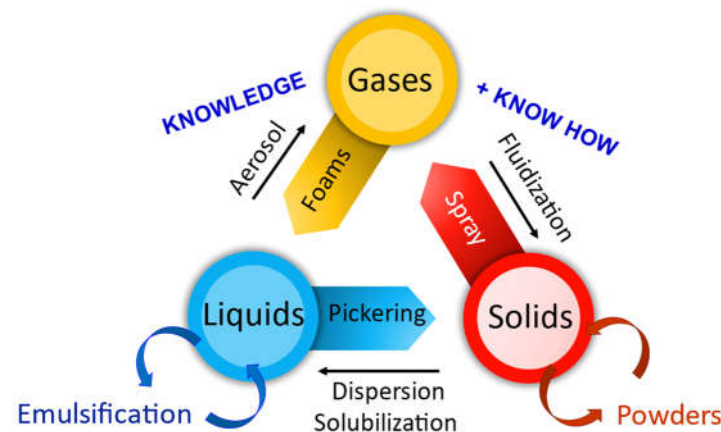 Gases
KNOWLEDGE
+ KNOW HOW
Aerosol
Foams
Fluidization
Spray
Liquids
Pickering
Solids
Dispersion
Solubilization
Emulsification
Powders